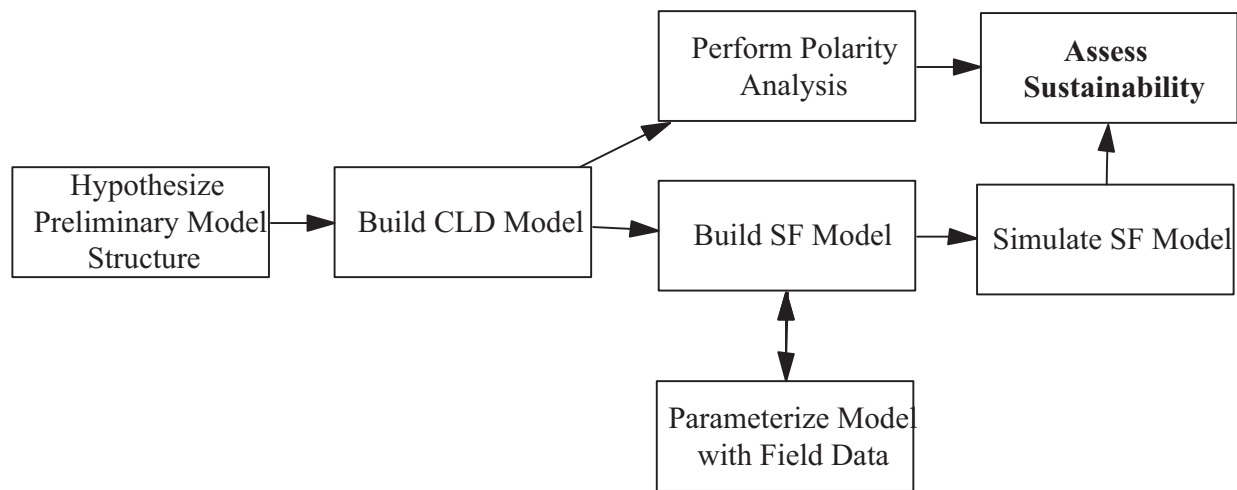 Perform Polarity
Analysis
Assess
Sustainability
Hypothesize
Preliminary Model
Structure
Build CLD Model
Build SF Model
Simulate SF Model
Parameterize Model
with Field Data